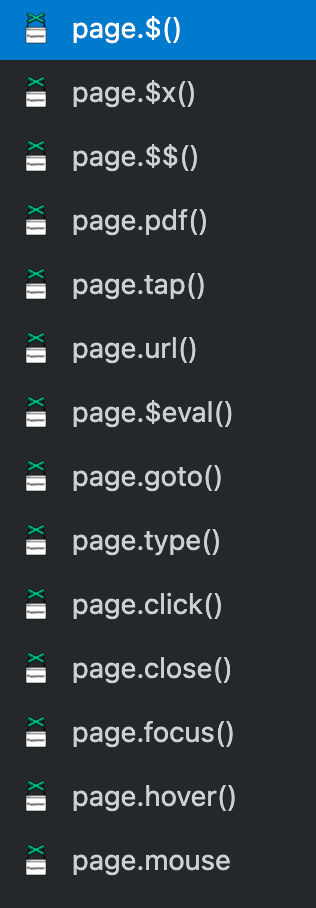 page.$()
page.$x()
page.$$()
page.pdf()
page.tap()
page.url()
page.$eval()
page.goto()
page.type()
page.click()
page.close()
page.focus()
page.hover()
page.mouse